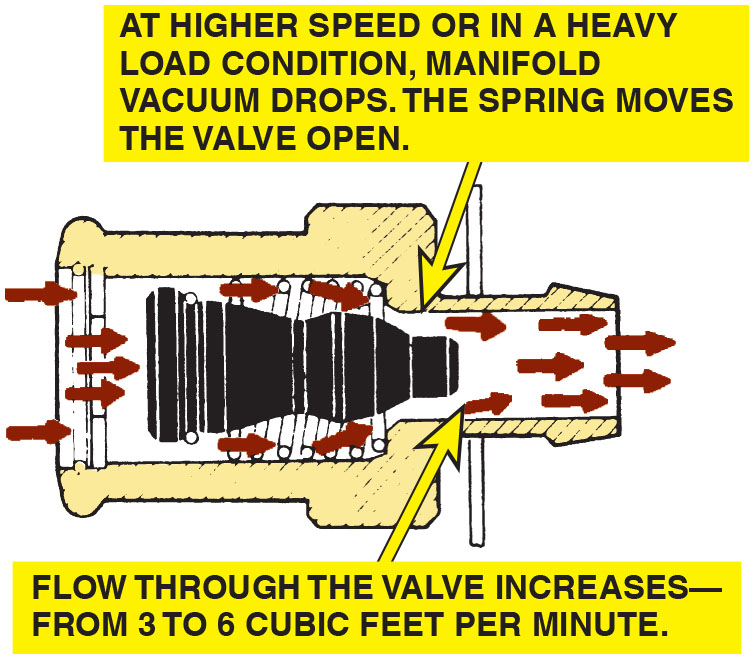 AT HIGHER SPEED OR IN A HEAVY
LOAD CONDITION, MANIFOLD
VACUUM DROPS. THE SPRING MOVES
THE VALVE OPEN.
FLOW THROUGH THE VALVE INCREASES—
FROM 3 TO 6 CUBIC FEET PER MINUTE.